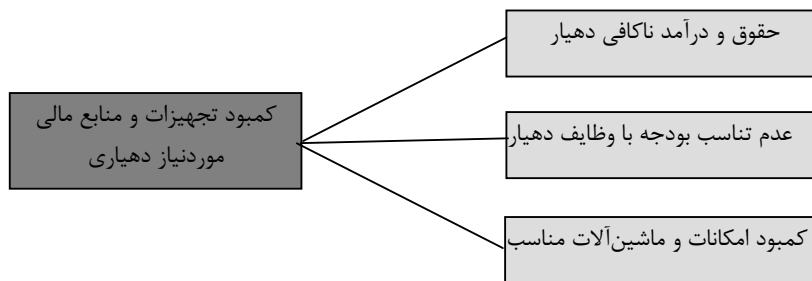 حقوق و درآمد ناکافی دهیار
کمبود تجهیزات و منابع مالی
موردنیاز دهیاری
عدم تناسب بودجه با وظایف دهیار
کمبود امکانات و ماشین‌آلات مناسب